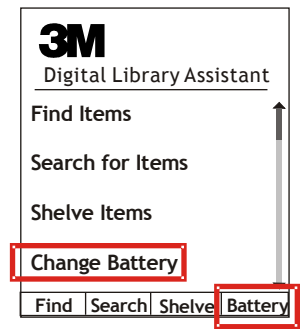 3M
Digital Library Assistant
Find Items
Search for Items
Shelve Items
Change Battery
Find Search Shelve Battery